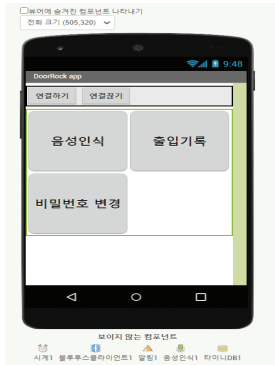 뷰어에 숨겨진 컴포넌트 나타내기
전화 크기 (505,320)
9:48
DoorRock app
연결하기 연결끊기
음성인식 출입기록
비밀번호 변경
보이지 않는 컴포넌트
시계1 블루투스클라이언트1 알림1 음성인식1 타이니DB1